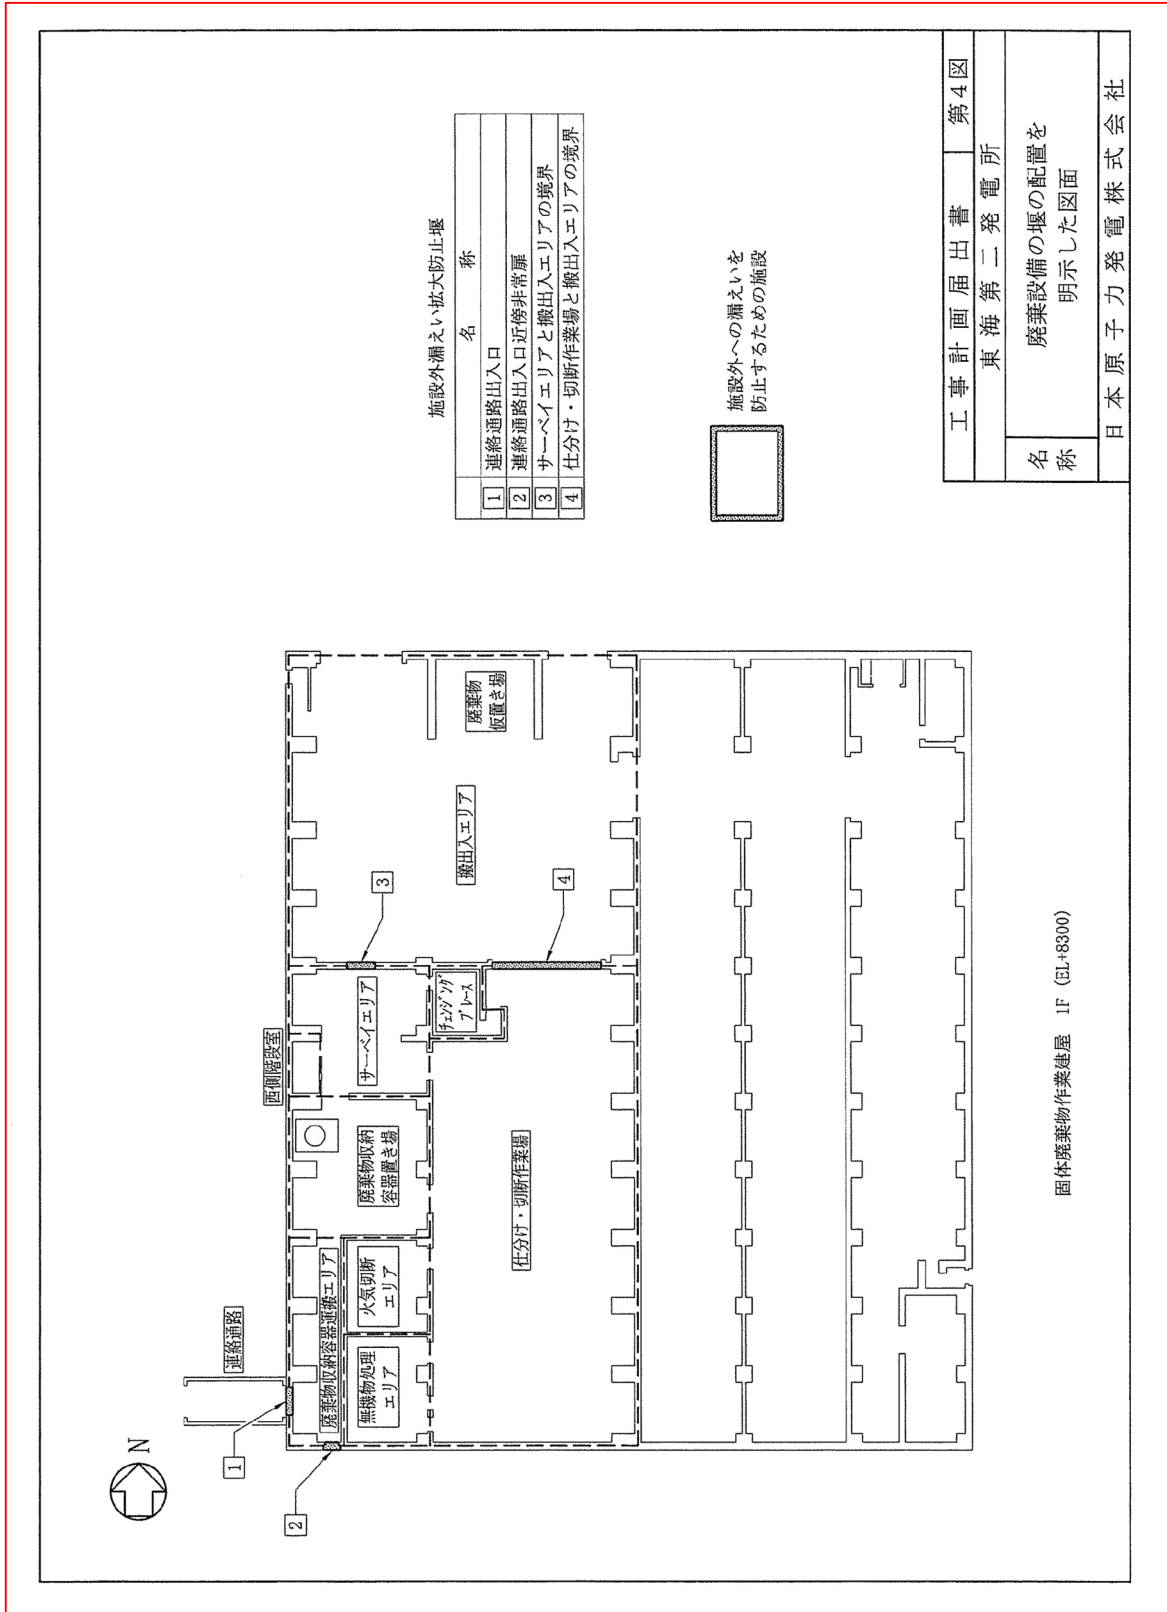 N
連絡通路
1
2
西側階段室
廃棄物収納容器運搬エリア
無機物処理
エリア
火気切断
エリア
廃棄物収納
容器置き場
サーベイエリア
チェンジング
プレース
仕分け・切断作業場
3
4
搬出入エリア
廃棄物
仮置き場
固体廃棄物作業建屋 1F (EL+8300)
施設外漏えい拡大防止堰
名 称
1 連絡通路出入口
2 連絡通路出入口近傍非常扉
3 サーベイエリアと搬出入エリアの境界
4 仕分け・切断作業場と搬出入エリアの境界
施設外への漏えいを
防止するための施設
工事計画届出書 第4図
東海第二発電所
名称
廃棄設備の堰の配置を
明示した図面
日本原子力発電株式会社